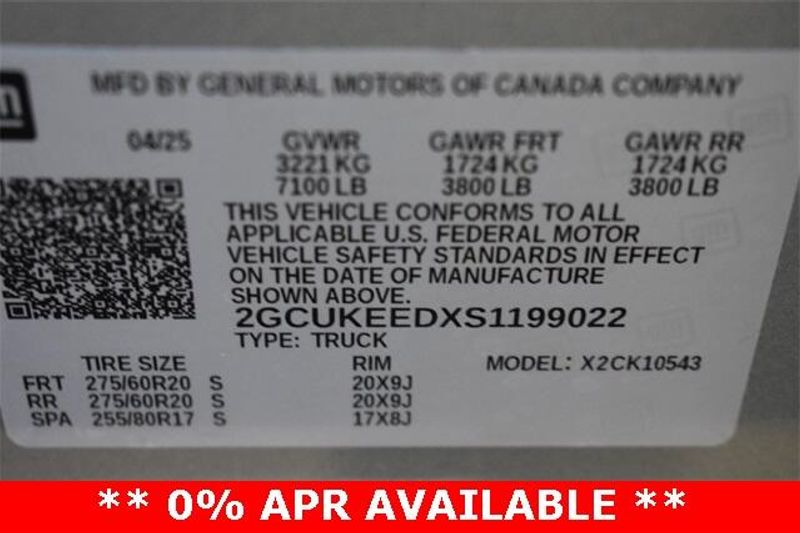 MFD BY GENERAL MOTORS OF CANADA COMPANY
04/25 GVWR GAWR FRT GAWR RR
3221 KG 1724 KG 1724 KG
7100 LB 3800 LB 3800 LB
THIS VEHICLE CONFORMS TO ALL
APPLICABLE U.S. FEDERAL MOTOR
VEHICLE SAFETY STANDARDS IN EFFECT
ON THE DATE OF MANUFACTURE
SHOWN ABOVE.
2GCUKEEDXS1199022
TYPE: TRUCK
TIRE SIZE RIM MODEL: X2CK10543
FRT 275/60R20 S 20X9J
RR 275/60R20 S 20X9J
SPA 255/80R17 S 17X8J
** 0% APR AVAILABLE **